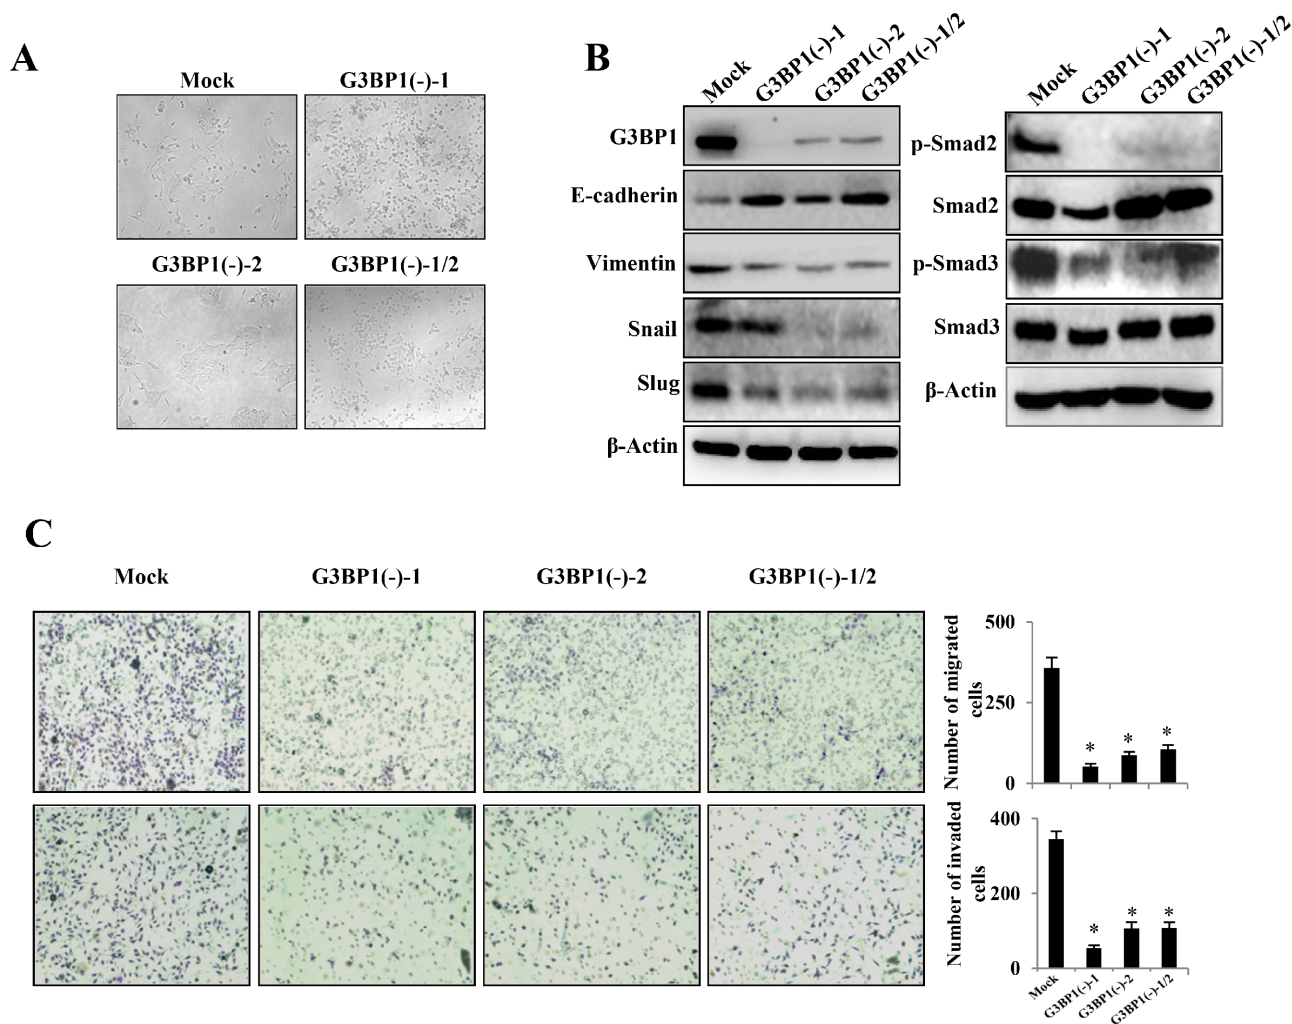 A
Mock
G3BP1(-)-1
G3BP1(-)-2
G3BP1(-)-1/2
B
Mock
G3BP1(-)-1
G3BP1(-)-2
G3BP1(-)-1/2
G3BP1
E-cadherin
Vimentin
Snail
Slug
β-Actin
Mock
G3BP1(-)-1
G3BP1(-)-2
G3BP1(-)-1/2
p-Smad2
Smad2
p-Smad3
Smad3
β-Actin
C
Mock
G3BP1(-)-1
G3BP1(-)-2
G3BP1(-)-1/2
Number of migrated
cells
500
250
0
*
*
*
Number of invaded
cells
400
200
0
*
*
*
Mock
G3BP1(-)-1
G3BP1(-)-2
G3BP1(-)-1/2